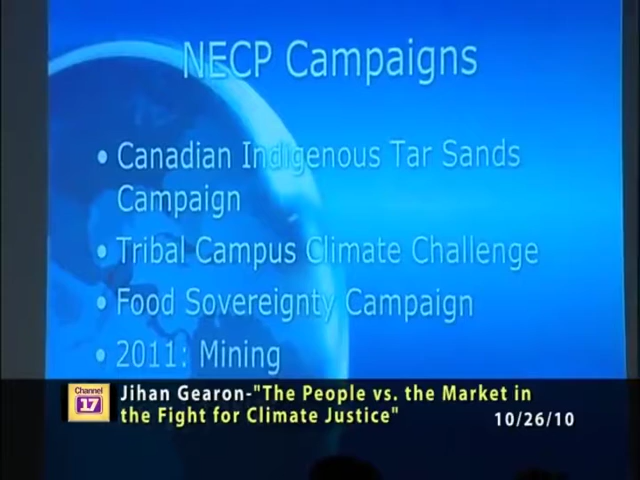 NECP Campaigns
• Canadian Indigenous Tar Sands
Campaign
• Tribal Campus Climate Challenge
• Food Sovereignty Campaign
• 2011: Mining
Channel
17
Jihan Gearon-"The People vs. the Market in
the Fight for Climate Justice"
10/26/10